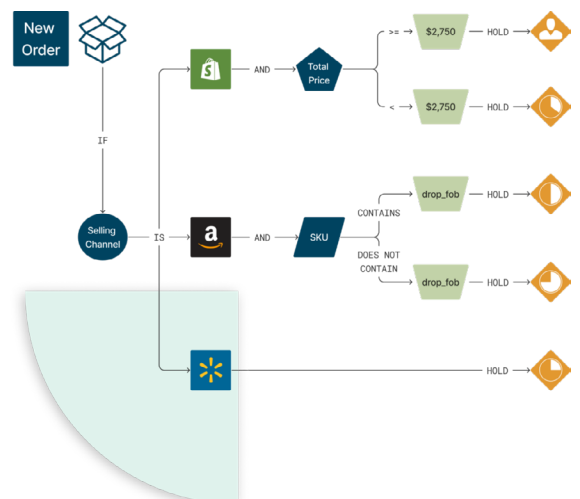 New
Order
>=
$2,750
HOLD
AND
Total
Price
<
$2,750
HOLD
IF
Selling
Channel
IS
a
AND
SKU
CONTAINS
drop_fob
HOLD
DOES NOT
CONTAIN
drop_fob
HOLD
HOLD